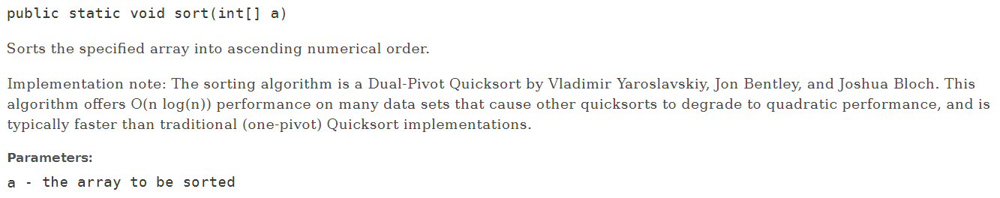 public static void sort(int[] a)
Sorts the specified array into ascending numerical order.
Implementation note: The sorting algorithm is a Dual-Pivot Quicksort by Vladimir Yaroslavskiy, Jon Bentley, and Joshua Bloch. This
algorithm offers O(n log(n)) performance on many data sets that cause other quicksorts to degrade to quadratic performance, and is
typically faster than traditional (one-pivot) Quicksort implementations.
Parameters:
a - the array to be sorted